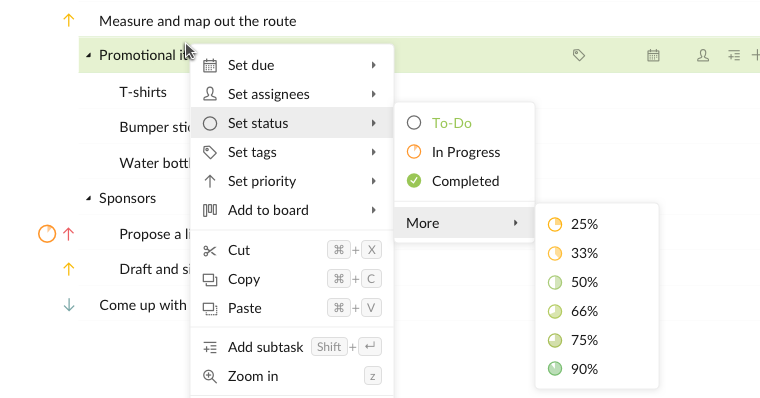 Measure and map out the route
Promotional
Set due
Set assignees
Set status
Set tags
Set priority
Add to board
Cut ⌘ + X
Copy ⌘ + C
Paste ⌘ + V
Add subtask Shift + ↵
Zoom in z
To-Do
In Progress
Completed
More
25%
33%
50%
66%
75%
90%
T-shirts
Bumper
Water
Sponsors
Propose a
Draft and
Come up with